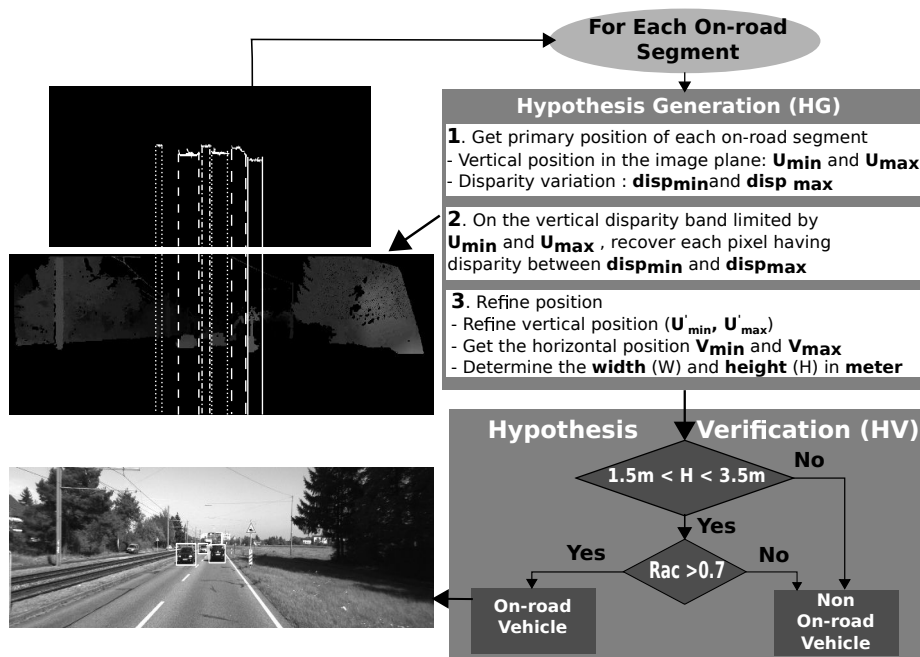 For Each On-road
Segment
Hypothesis Generation (HG)
1. Get primary position of each on-road segment
- Vertical position in the image plane: Umin and Umax
- Disparity variation : dispminand disp max
2. On the vertical disparity band limited by
Umin and Umax , recover each pixel having
disparity between dispmin and dispmax
3. Refine position
- Refine vertical position (U'min, U'max)
- Get the horizontal position Vmin and Vmax
- Determine the width (W) and height (H) in meter
Hypothesis Verification (HV)
1.5m < H < 3.5m
No
Yes
Rac >0.7
Yes
No
On-road
Vehicle
Non
On-road
Vehicle